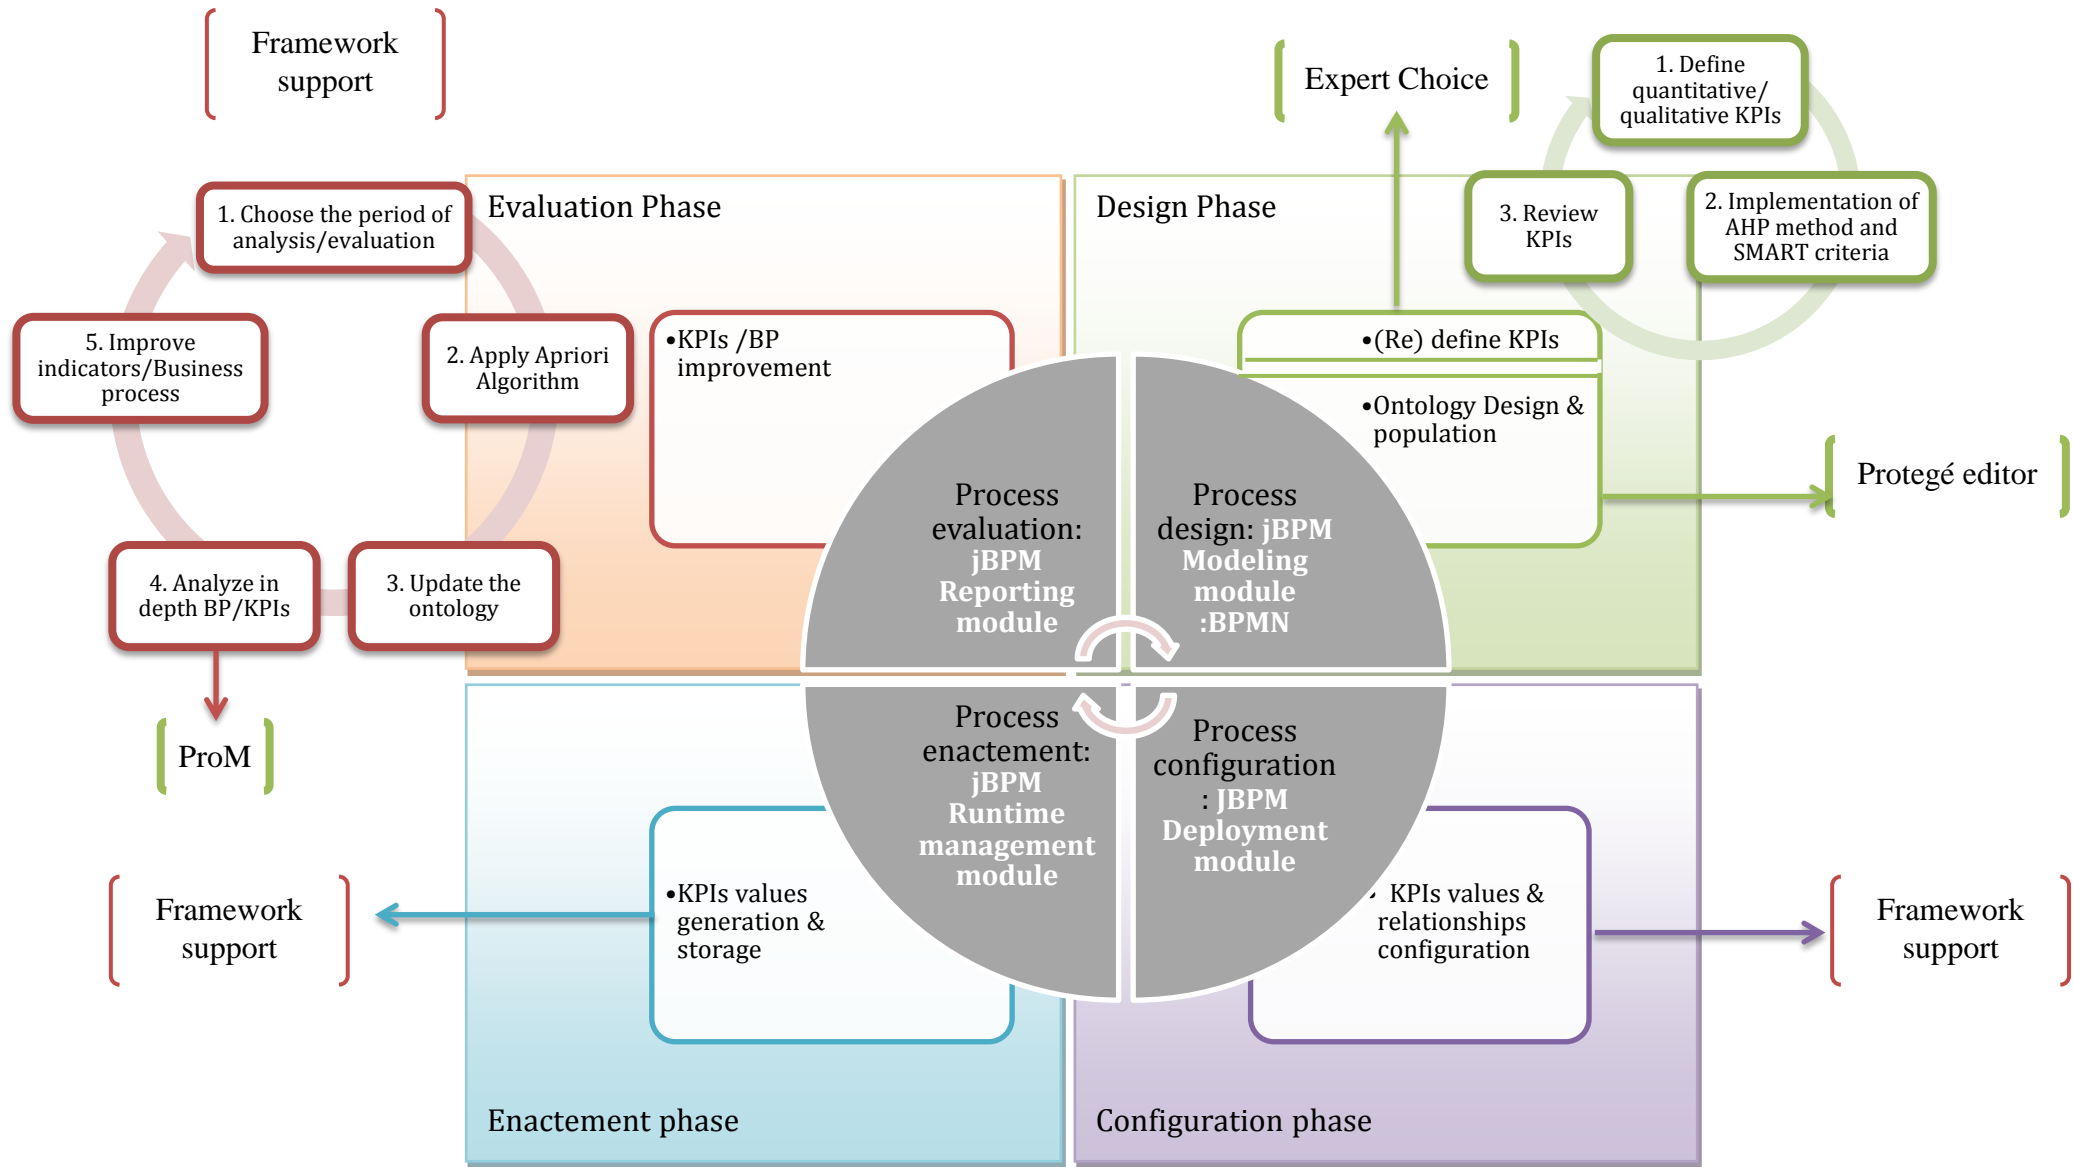 Framework
support
Expert Choice
1. Define
quantitative/
qualitative KPIs
2. Implementation of
AHP method and
SMART criteria
3. Review
KPIs
Evaluation Phase
Design Phase
1. Choose the period of
analysis/evaluation
2. Apply Apriori
Algorithm
3. Update the
ontology
4. Analyze in
depth BP/KPIs
5. Improve
indicators/Business
process
•KPIs /BP
improvement
•(Re) define KPIs
•Ontology Design &
population
Protegé editor
Process
evaluation:
jBPM
Reporting
module
Process
design: jBPM
Modeling
module
:BPMN
Process
enactement:
jBPM
Runtime
management
module
Process
configuration
: JBPM
Deployment
module
ProM
Framework
support
•KPIs values
generation &
storage
• KPIs values &
relationships
configuration
Framework
support
Enactement phase
Configuration phase